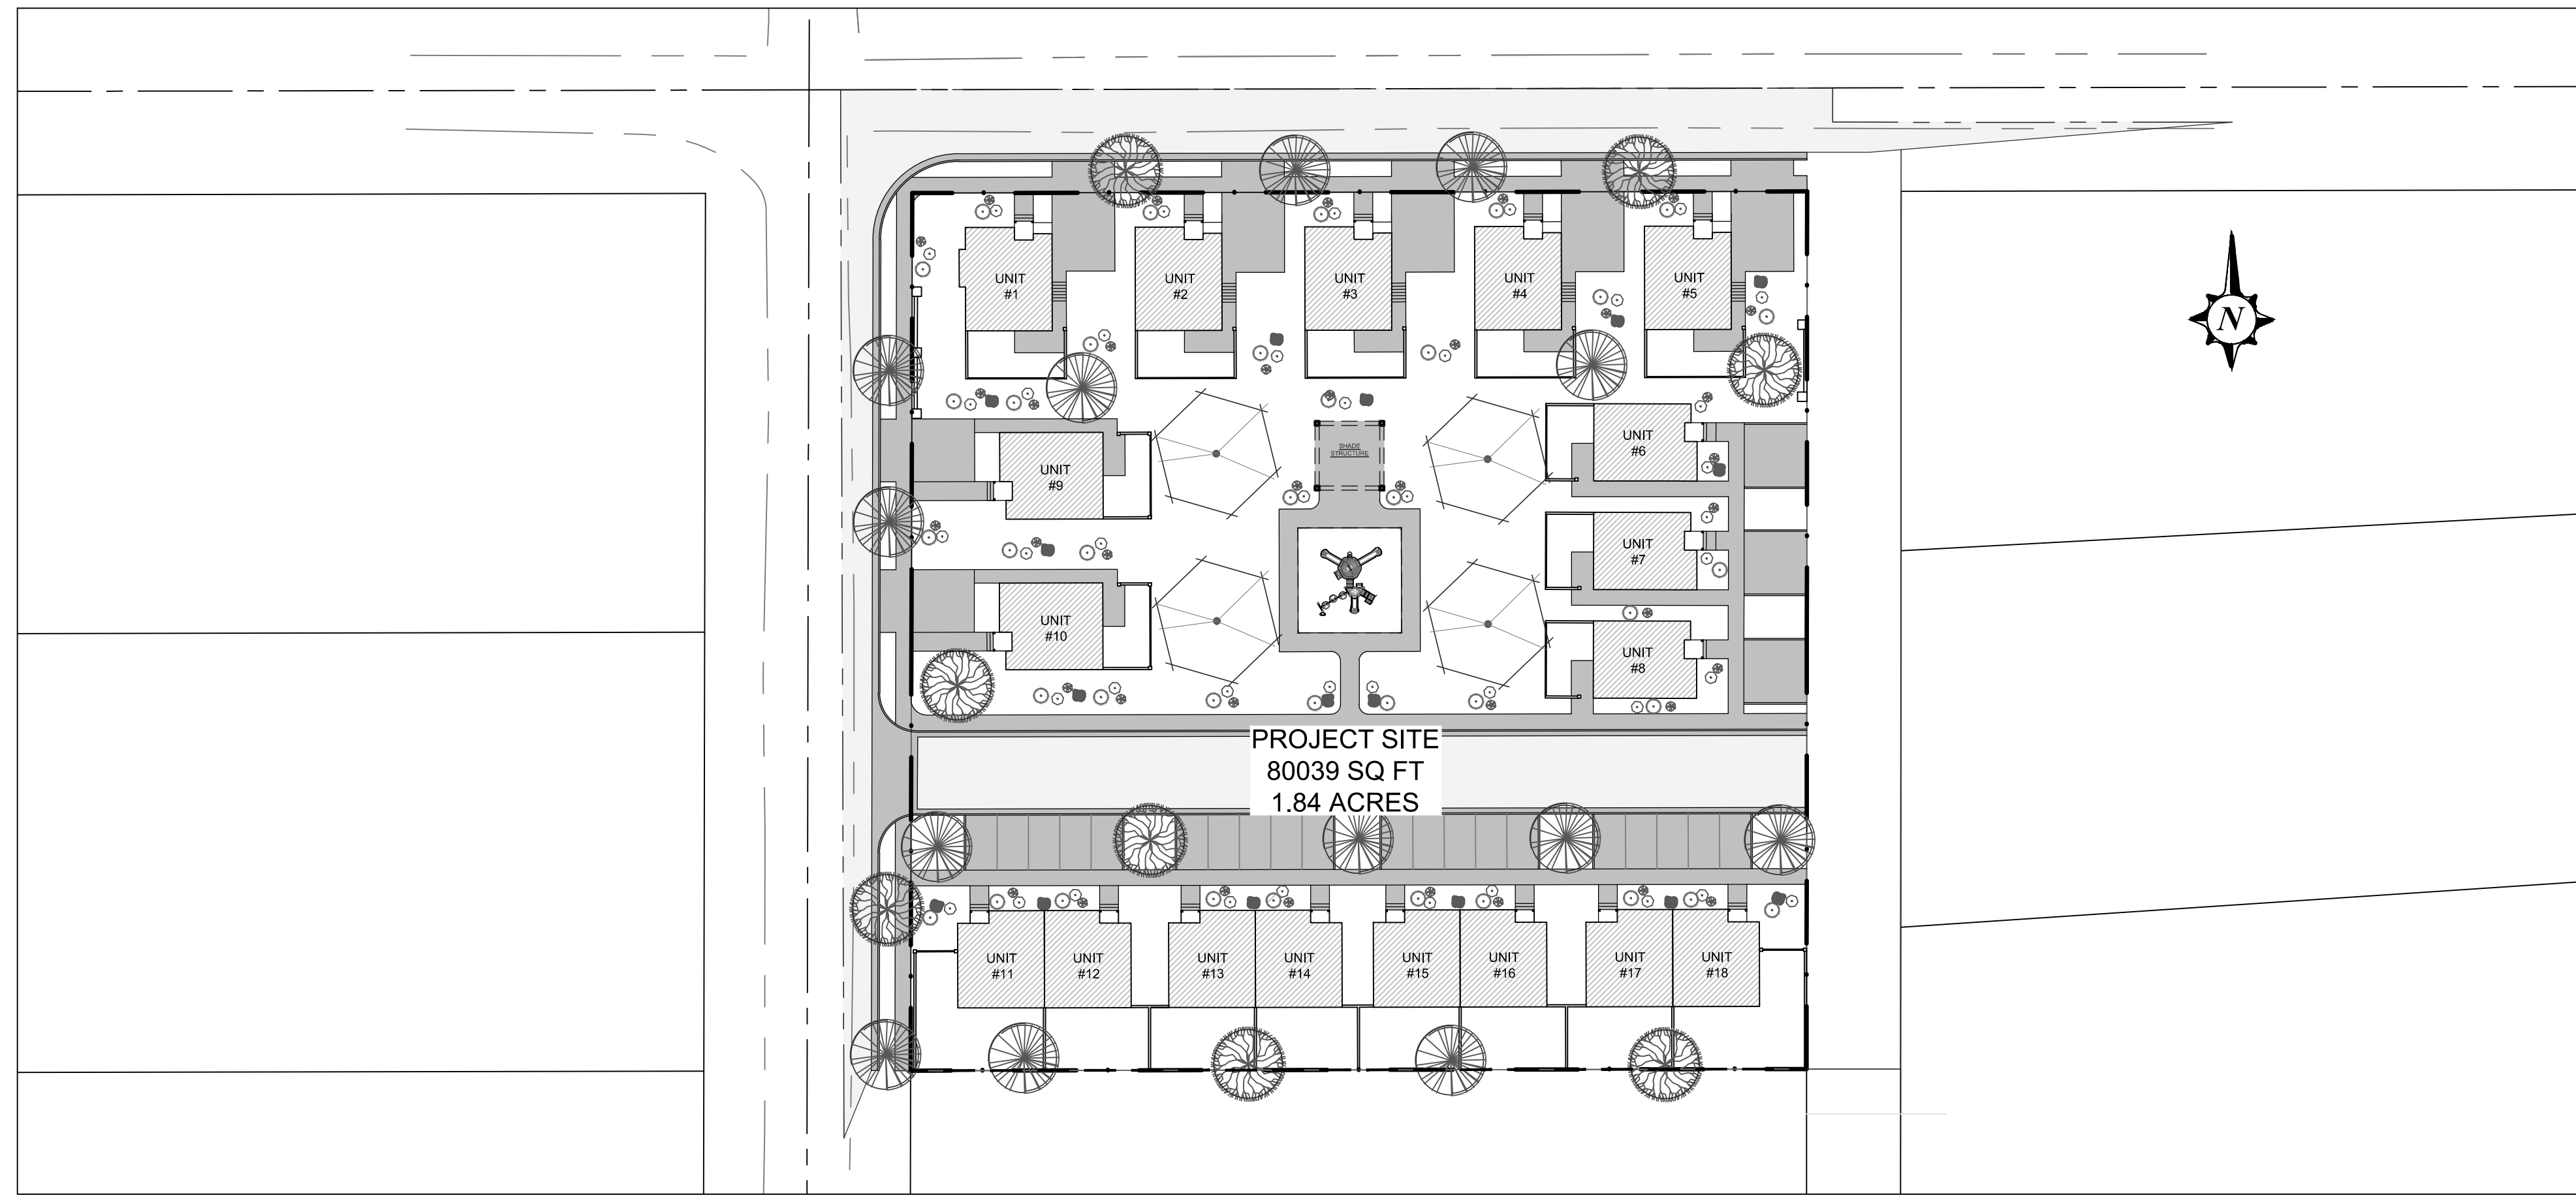 UNIT
#1
UNIT
#2
UNIT
#3
UNIT
#4
UNIT
#5
N
UNIT
#6
SHADE
STRUCTURE
UNIT
#9
UNIT
#7
UNIT
#10
UNIT
#8
PROJECT SITE
80039 SQ FT
1.84 ACRES
UNIT
#11
UNIT
#12
UNIT
#13
UNIT
#14
UNIT
#15
UNIT
#16
UNIT
#17
UNIT
#18